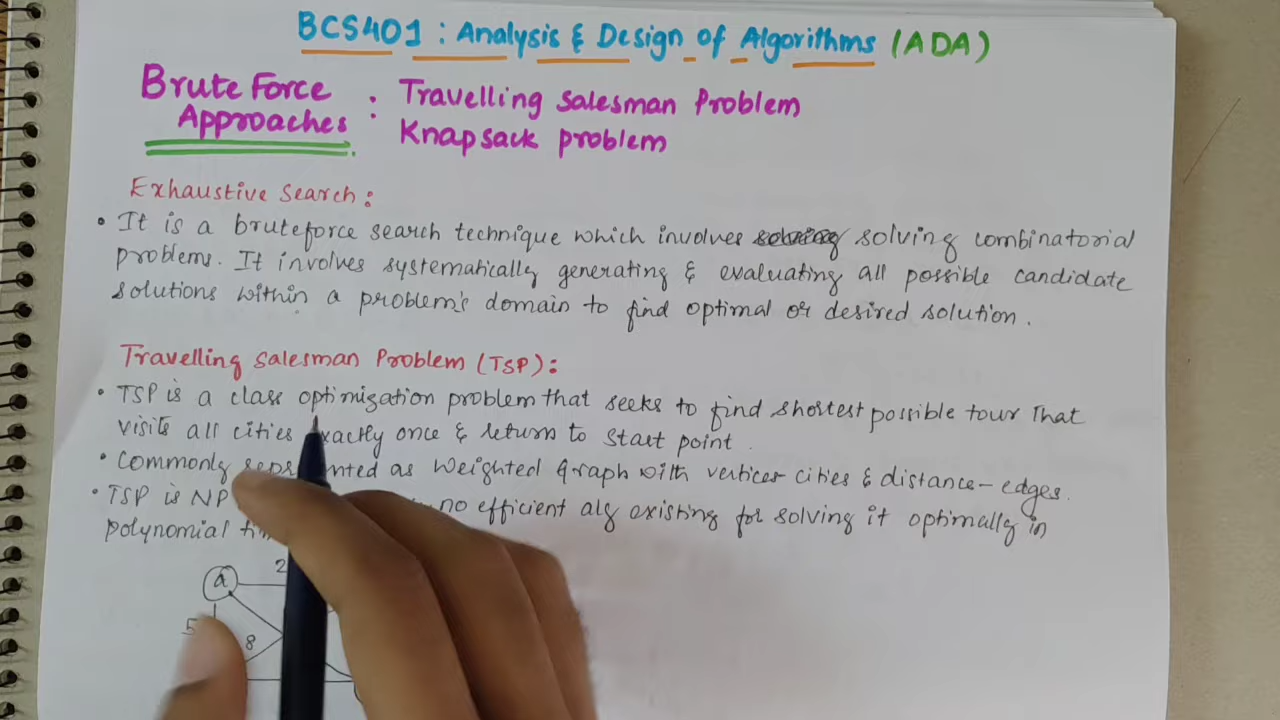 BCS401 : Analysis & Design of Algorithms (ADA)
Brute Force Approaches : Travelling Salesman Problem
Knapsack problem
Exhaustive Search :
• It is a bruteforce search technique which involves solving combinatorial
problems. It involves systematically generating & evaluating all possible candidate
solutions within a problem's domain to find optimal or desired solution.
Travelling Salesman Problem (TSP):
• TSP is a class optimization problem that seeks to find shortest possible tour that
visits all cities exactly once & return to start point.
• Commonly as Weighted Graph with vertices cities & distance - edges.
• TSP is NP no efficient alg existing for solving it optimally in
polynomial
a 2
5 8